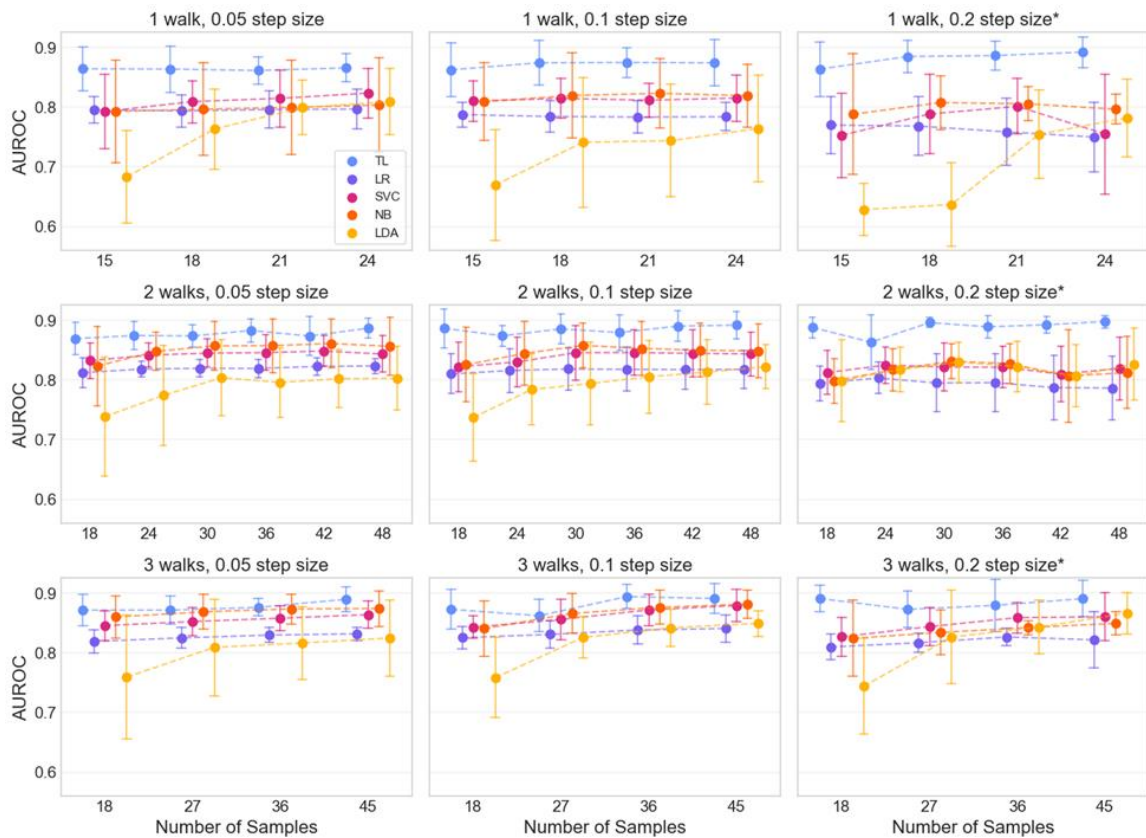 1 walk, 0.05 step size
1 walk, 0.1 step size
1 walk, 0.2 step size*
AUROC
0.9
0.8
0.7
0.6
TL
LR
SVC
NB
LDA
15 18 21 24
15 18 21 24
15 18 21 24
2 walks, 0.05 step size
2 walks, 0.1 step size
2 walks, 0.2 step size*
AUROC
0.9
0.8
0.7
0.6
18 24 30 36 42 48
18 24 30 36 42 48
18 24 30 36 42 48
3 walks, 0.05 step size
3 walks, 0.1 step size
3 walks, 0.2 step size*
AUROC
0.9
0.8
0.7
0.6
18 27 36 45
18 27 36 45
18 27 36 45
Number of Samples
Number of Samples
Number of Samples